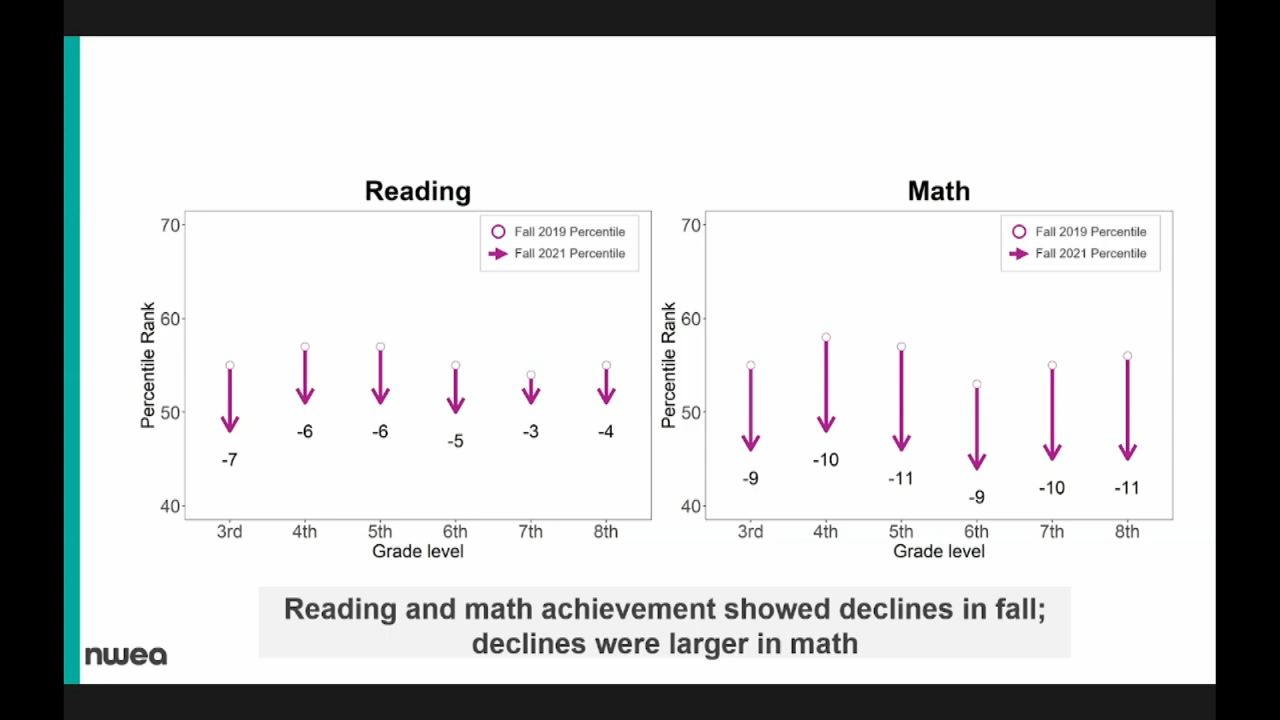 Reading
70
60
50
40
Percentile Rank
Fall 2019 Percentile
Fall 2021 Percentile
-7
-6
-6
-5
-3
-4
3rd 4th 5th 6th 7th 8th
Grade level
Math
70
60
50
40
Percentile Rank
Fall 2019 Percentile
Fall 2021 Percentile
-9
-10
-11
-9
-10
-11
3rd 4th 5th 6th 7th 8th
Grade level
Reading and math achievement showed declines in fall;
declines were larger in math
nwea